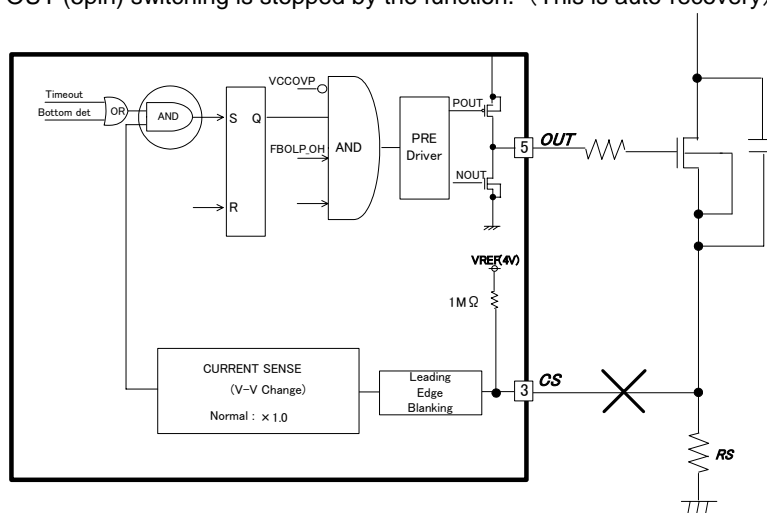 OUT (5pin) switching is stopped by the function. (This is auto recovery)
Timeout
Bottom det
OR
AND
S
Q
R
VCCOVP
FBOLP_OH
AND
PRE
Driver
POUT
NOUT
5
OUT
VREF(4V)
1MΩ
CURRENT SENSE
(V-V Change)
Normal : ×1.0
Leading
Edge
Blanking
3
CS
RS